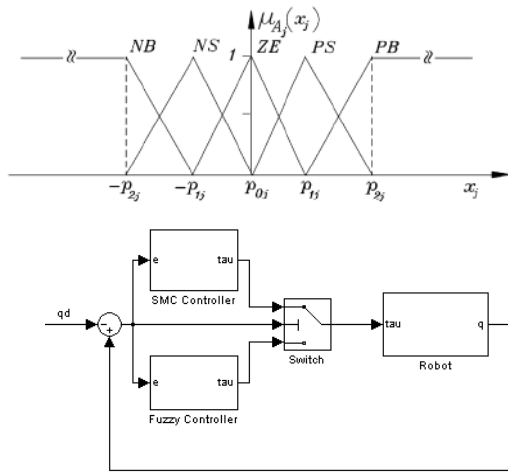 μ_{A_j}(x_j)
NB NS ZE PS PB
1
-p_{2j} -p_{1j} p_{0j} p_{1j} p_{2j} x_j
e tau
SMC Controller
qd
- +
Switch
tau q
Robot
e tau
Fuzzy Controller